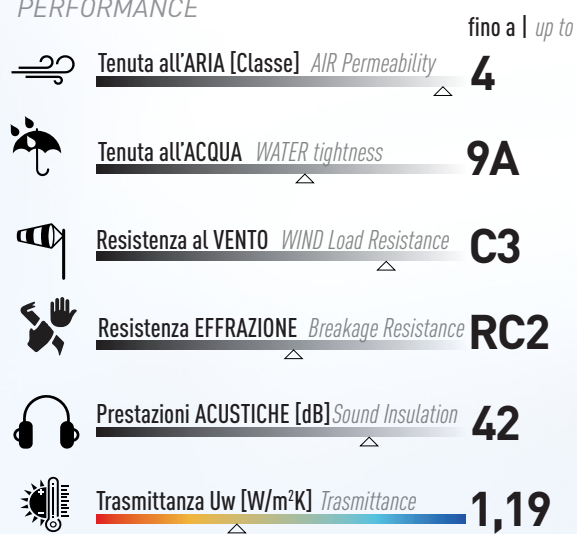 PERFORMANCE
fino a | up to
Tenuta all'ARIA [Classe] AIR Permeability 4
Tenuta all'ACQUA WATER tightness 9A
Resistenza al VENTO WIND Load Resistance C3
Resistenza EFFRAZIONE Breakage Resistance RC2
Prestazioni ACUSTICHE [dB] Sound Insulation 42
Trasmittanza Uw [W/m²K] Trasmittance 1,19